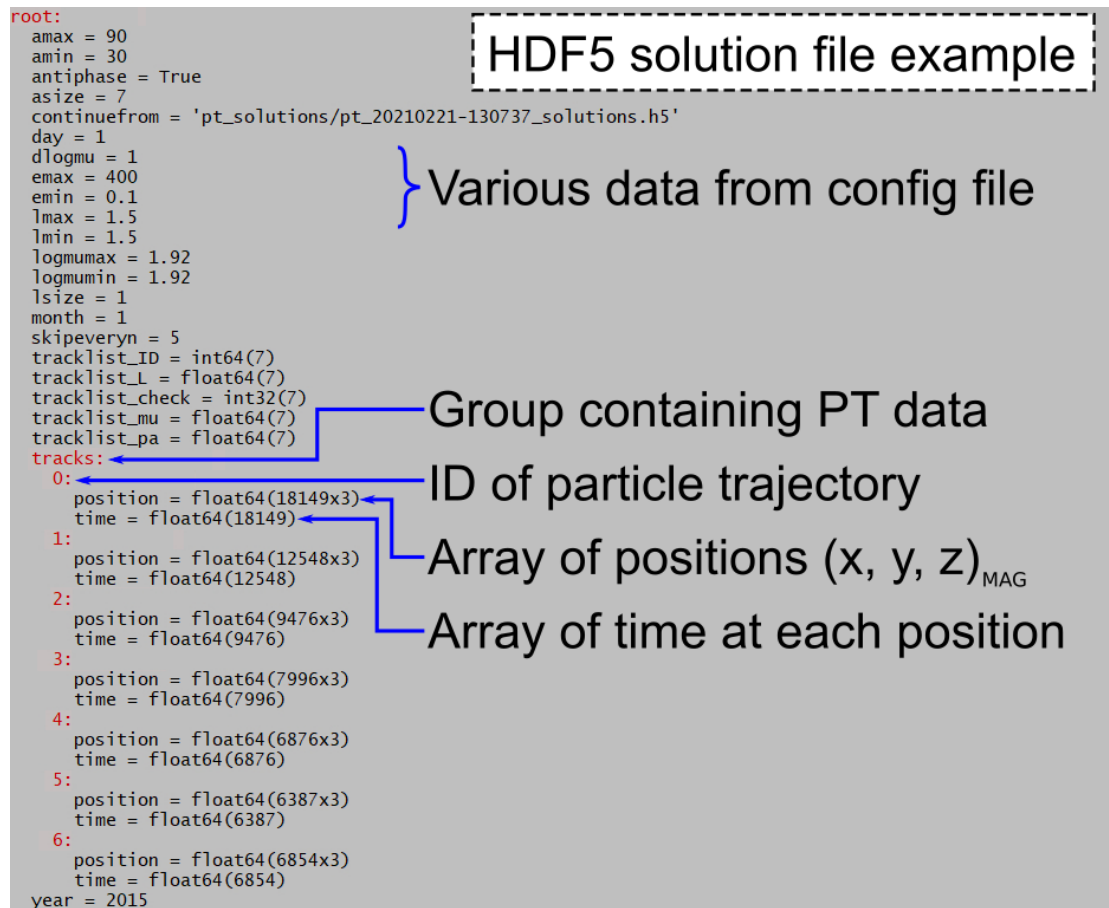 root:
amax = 90
amin = 30
antiphase = True
asize = 7
continuefrom = 'pt_solutions/pt_20210221-130737_solutions.h5'
day = 1
dlogmu = 1
emax = 400
emin = 0.1
lmax = 1.5
lmin = 1.5
logmumax = 1.92
logmumin = 1.92
lsize = 1
month = 1
skipeveryn = 5
tracklist_ID = int64(7)
tracklist_L = float64(7)
tracklist_check = int32(7)
tracklist_mu = float64(7)
tracklist_pa = float64(7)
tracks:
0:
position = float64(18149x3)
time = float64(18149)
1:
position = float64(12548x3)
time = float64(12548)
2:
position = float64(9476x3)
time = float64(9476)
3:
position = float64(7996x3)
time = float64(7996)
4:
position = float64(6876x3)
time = float64(6876)
5:
position = float64(6387x3)
time = float64(6387)
6:
position = float64(6854x3)
time = float64(6854)
year = 2015
HDF5 solution file example
Various data from config file
Group containing PT data
ID of particle trajectory
Array of positions (x, y, z)MAG
Array of time at each position